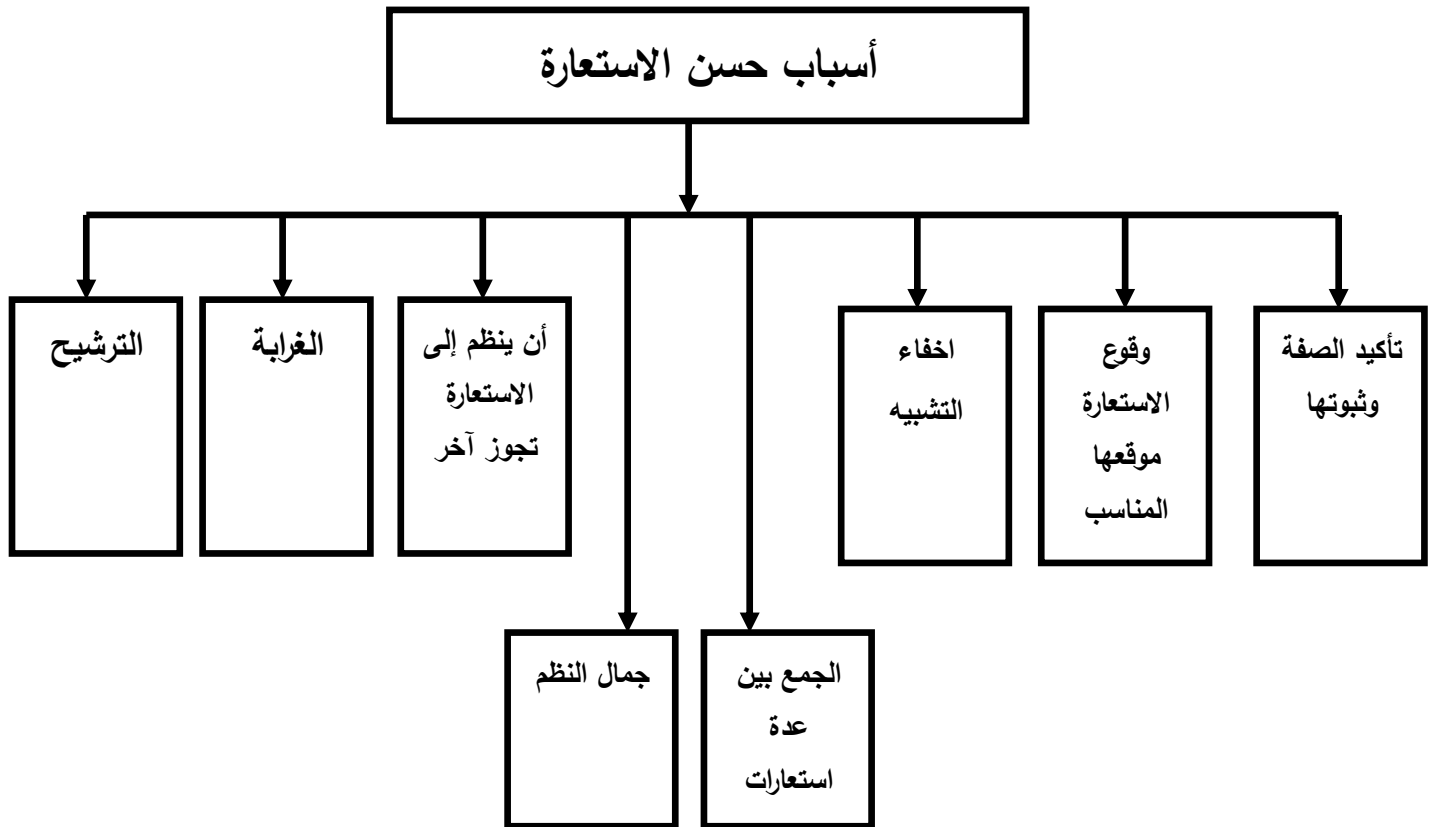 أسباب حسن الاستعارة
تأكيد الصفة
وثبوتها
وقوع
الاستعارة
موقعها
المناسب
اخفاء
التشبيه
أن ينظم إلى
الاستعارة
تجوز آخر
الغرابة
الترشيح
الجمع بين
عدة
استعارات
جمال النظم